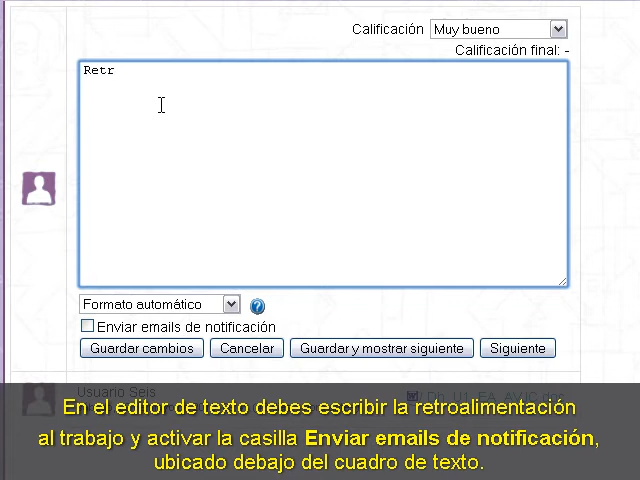 Calificación Muy bueno
Calificación final: -
Retr
Formato automático
Enviar emails de notificación
Guardar cambios Cancelar Guardar y mostrar siguiente Siguiente
Usuario Seis
En el editor de texto debes escribir la retroalimentación
al trabajo y activar la casilla Enviar emails de notificación,
ubicado debajo del cuadro de texto.